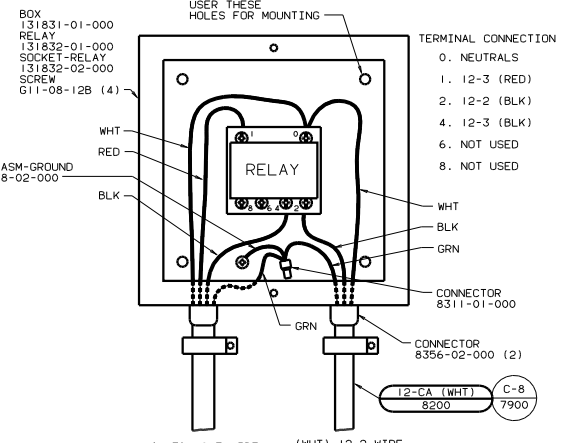 USER THESE
HOLES FOR MOUNTING
BOX
131831-01-000
RELAY
131832-01-000
SOCKET-RELAY
131832-02-000
SCREW
G11-08-12B (4)
TERMINAL CONNECTION
0. NEUTRALS
1. 12-3 (RED)
2. 12-2 (BLK)
4. 12-3 (BLK)
6. NOT USED
8. NOT USED
WHT
RED
ASM-GROUND
8-02-000
BLK
1 0
RELAY
8 6 4 2
WHT
BLK
GRN
CONNECTOR
8311-01-000
GRN
CONNECTOR
8356-02-000 (2)
12-CA (WHT)
8200
C-8
7900
(WHT) 12-2 WIRE